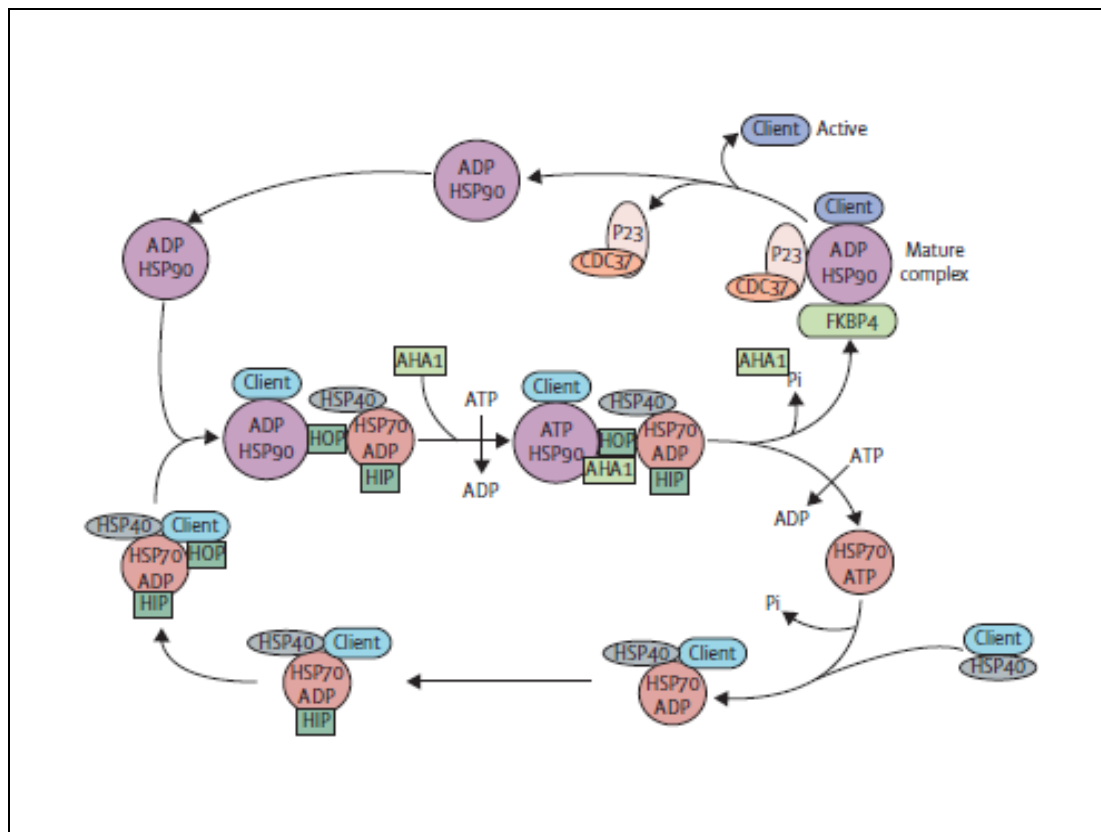 Client Active
ADP
HSP90
Client
P23
CDC37
P23
CDC37
ADP
HSP90
Mature
complex
FKBP4
ADP
HSP90
AHA1
AHA1
Pi
Client
HSP40
ADP
HSP90
HOP
HSP70
ADP
HIP
ATP
ADP
Client
HSP40
ATP
HSP90
HOP
AHA1
HSP70
ADP
HIP
ATP
ADP
HSP40
Client
HSP70
ADP
HOP
HIP
HSP70
ATP
Pi
HSP40
Client
HSP70
ADP
HIP
HSP40
Client
HSP70
ADP
Client
HSP40